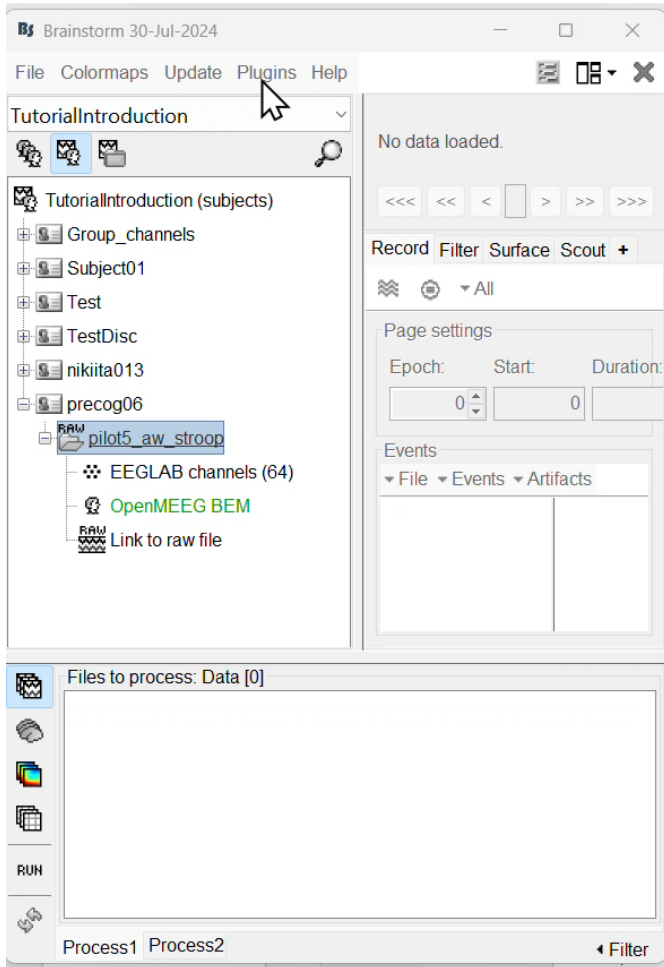 Brainstorm 30-Jul-2024
File Colormaps Update Plugins Help
TutorialIntroduction
No data loaded.
<<< << < > >> >>>
TutorialIntroduction (subjects)
Group_channels
Subject01
Test
TestDisc
nikiita013
precog06
RAW pilot5_aw_stroop
EEGLAB channels (64)
OpenMEEG BEM
RAW Link to raw file
Record Filter Surface Scout +
All
Page settings
Epoch: Start: Duration:
0 0
Events
File Events Artifacts
Files to process: Data [0]
RUN
Process1 Process2
Filter